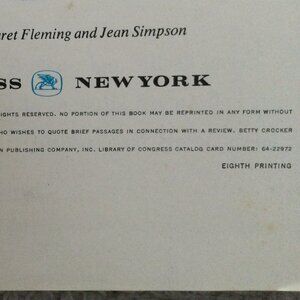 ret Fleming and Jean Simpson
SS NEW YORK
IGHTS RESERVED. NO PORTION OF THIS BOOK MAY BE REPRINTED IN ANY FORM WITHOUT
HO WISHES TO QUOTE BRIEF PASSAGES IN CONNECTION WITH A REVIEW. BETTY CROCKER
N PUBLISHING COMPANY, INC. LIBRARY OF CONGRESS CATALOG CARD NUMBER: 64-22972
EIGHTH PRINTING